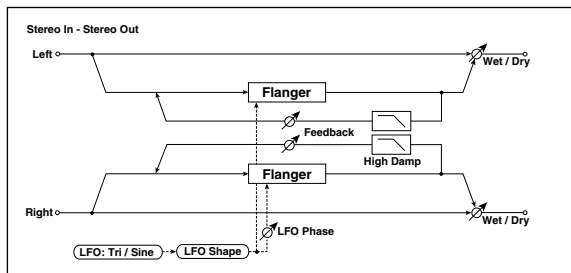 Stereo In - Stereo Out
Left
Wet / Dry
Flanger
Feedback
High Damp
Flanger
Right
LFO Phase
Wet / Dry
LFO: Tri / Sine
LFO Shape